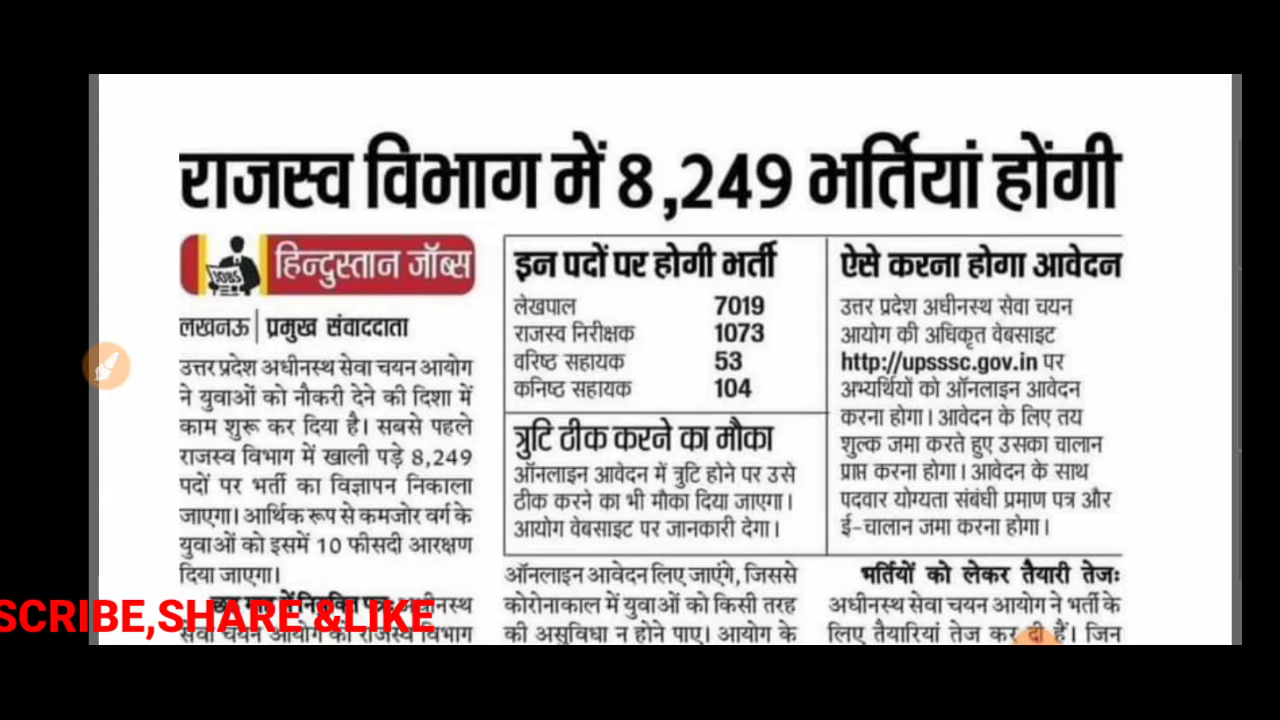 राजस्व विभाग में 8,249 भर्तियां होंगी
JOBS
हिन्दुस्तान जॉब्स
लखनऊ | प्रमुख संवाददाता
उत्तर प्रदेश अधीनस्थ सेवा चयन आयोग
ने युवाओं को नौकरी देने की दिशा में
काम शुरू कर दिया है। सबसे पहले
राजस्व विभाग में खाली पड़े 8,249
पदों पर भर्ती का विज्ञापन निकाला
जाएगा। आर्थिक रूप से कमजोर वर्ग के
युवाओं को इसमें 10 फीसदी आरक्षण
दिया जाएगा।
सेवा चयन आयोग को राजस्व विभाग
इन पदों पर होगी भर्ती
लेखपाल 7019
राजस्व निरीक्षक 1073
वरिष्ठ सहायक 53
कनिष्ठ सहायक 104
त्रुटि ठीक करने का मौका
ऑनलाइन आवेदन में त्रुटि होने पर उसे
ठीक करने का भी मौका दिया जाएगा।
आयोग वेबसाइट पर जानकारी देगा।
ऑनलाइन आवेदन लिए जाएंगे, जिससे
कोरोनाकाल में युवाओं को किसी तरह
की असुविधा न होने पाए। आयोग के
ऐसे करना होगा आवेदन
उत्तर प्रदेश अधीनस्थ सेवा चयन
आयोग की अधिकृत वेबसाइट
http://upsssc.gov.in पर
अभ्यर्थियों को ऑनलाइन आवेदन
करना होगा। आवेदन के लिए तय
शुल्क जमा करते हुए उसका चालान
प्राप्त करना होगा। आवेदन के साथ
पदवार योग्यता संबंधी प्रमाण पत्र और
ई-चालान जमा करना होगा।
भर्तियों को लेकर तैयारी तेजः
अधीनस्थ सेवा चयन आयोग ने भर्ती के
लिए तैयारियां तेज कर दी हैं। जिन
SCRIBE,SHARE &LIKE